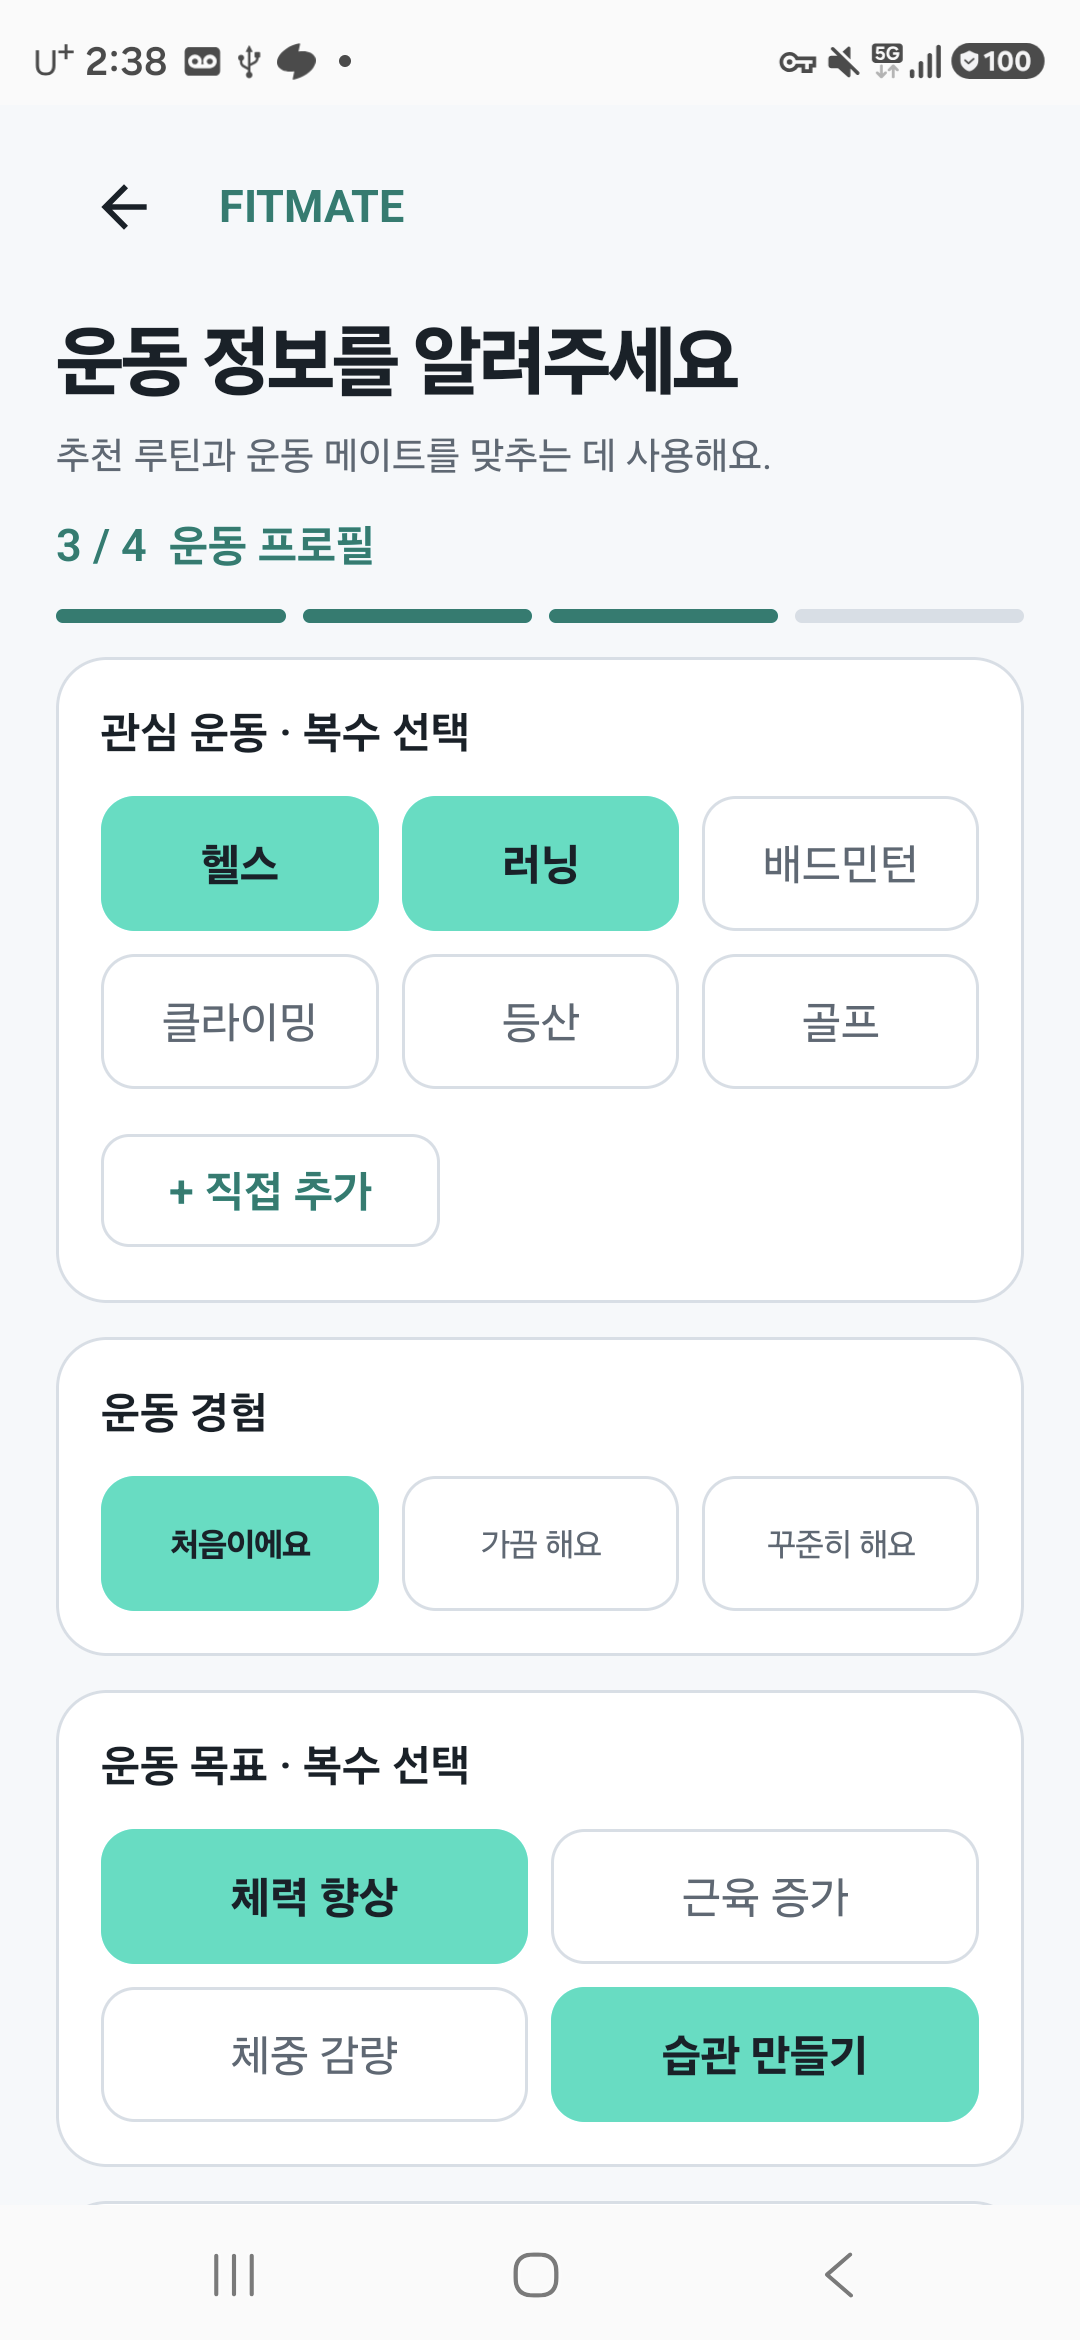 U+ 2:38 5G 100
FITMATE
운동 정보를 알려주세요
추천 루틴과 운동 메이트를 맞추는 데 사용해요.
3 / 4 운동 프로필
관심 운동 · 복수 선택
헬스 러닝 배드민턴
클라이밍 등산 골프
+ 직접 추가
운동 경험
처음이에요 가끔 해요 꾸준히 해요
운동 목표 · 복수 선택
체력 향상 근육 증가
체중 감량 습관 만들기